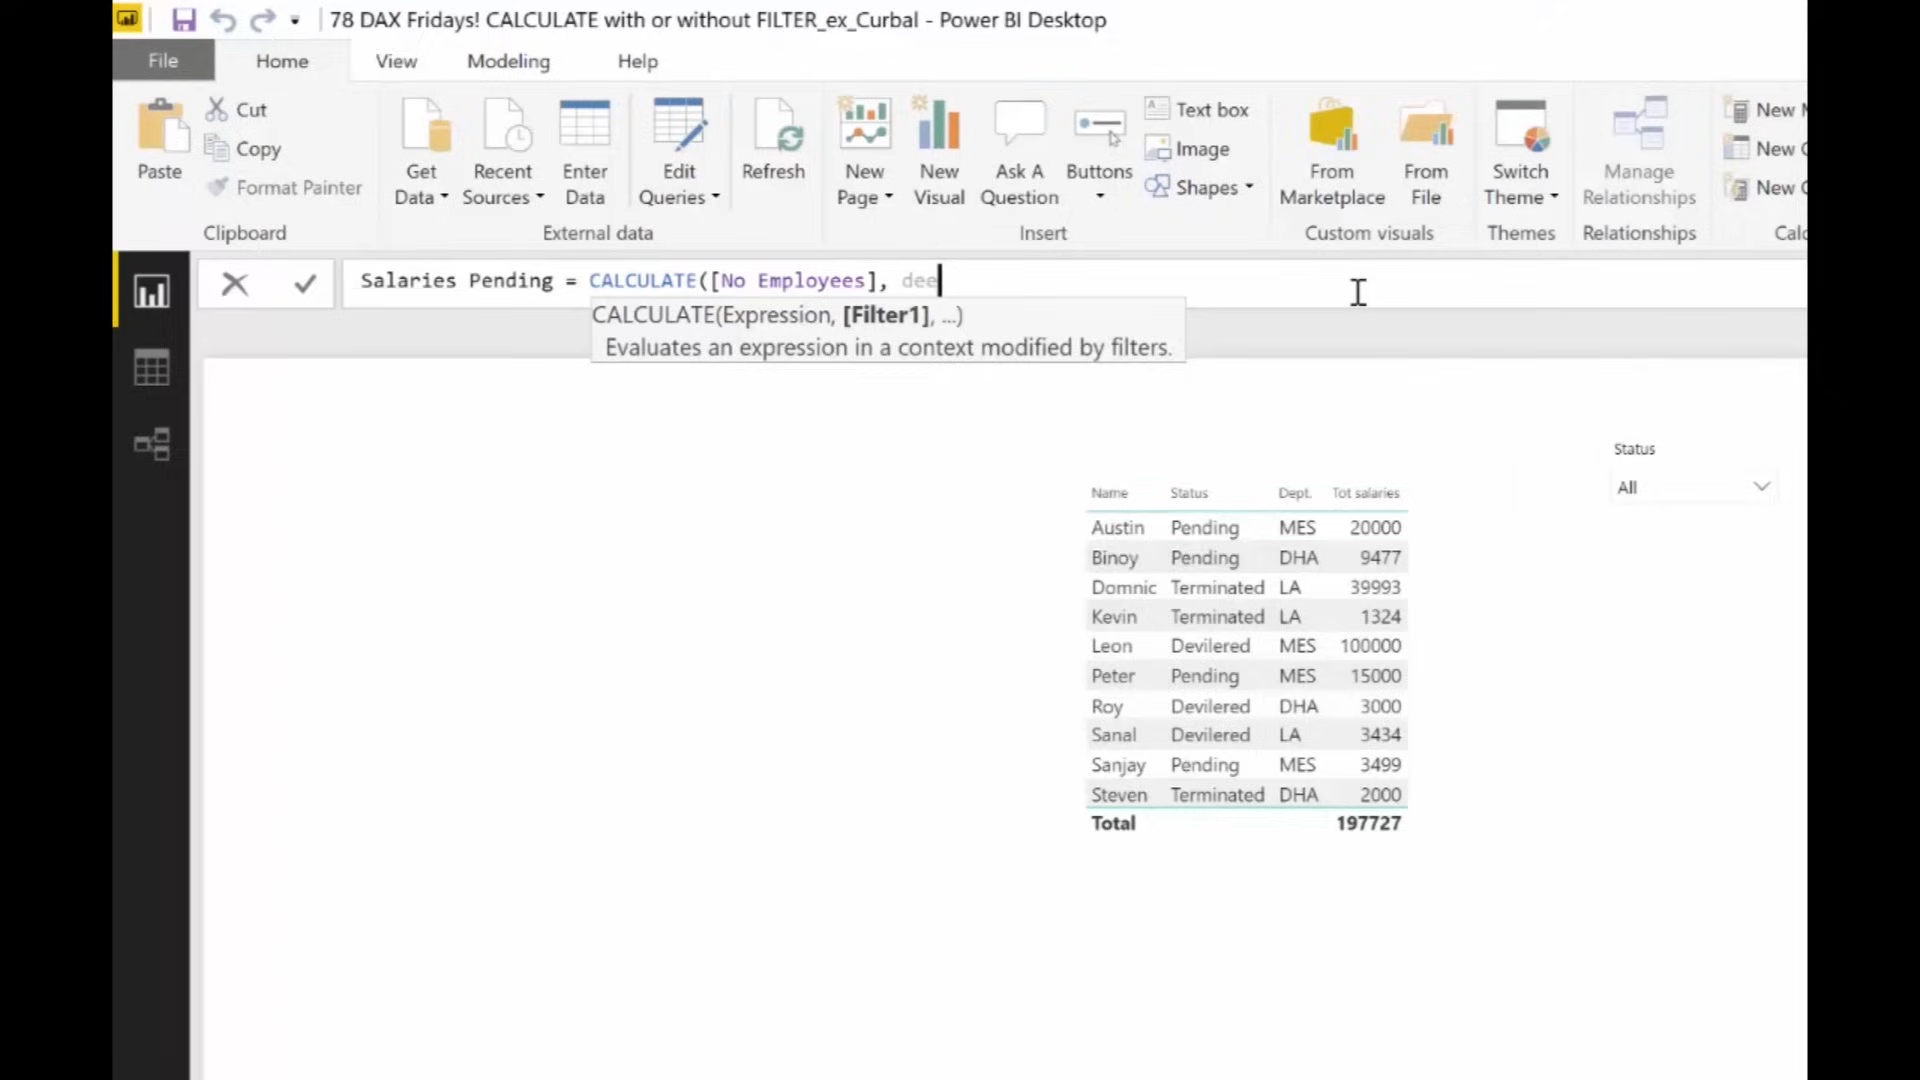 78 DAX Fridays! CALCULATE with or without FILTER_ex_Curbal - Power BI Desktop
File Home View Modeling Help
Paste Cut Copy Format Painter
Get Data Recent Sources Enter Data Edit Queries Refresh
New Page New Visual Ask A Question Buttons Text box Image Shapes
From Marketplace From File Switch Theme Manage Relationships New New New
Clipboard External data Insert Custom visuals Themes Relationships
Salaries Pending = CALCULATE([No Employees], dee
CALCULATE(Expression, [Filter1], ...)
Evaluates an expression in a context modified by filters.
Status
All
Name Status Dept. Tot salaries
Austin Pending MES 20000
Binoy Pending DHA 9477
Domnic Terminated LA 39993
Kevin Terminated LA 1324
Leon Devilered MES 100000
Peter Pending MES 15000
Roy Devilered DHA 3000
Sanal Devilered LA 3434
Sanjay Pending MES 3499
Steven Terminated DHA 2000
Total 197727